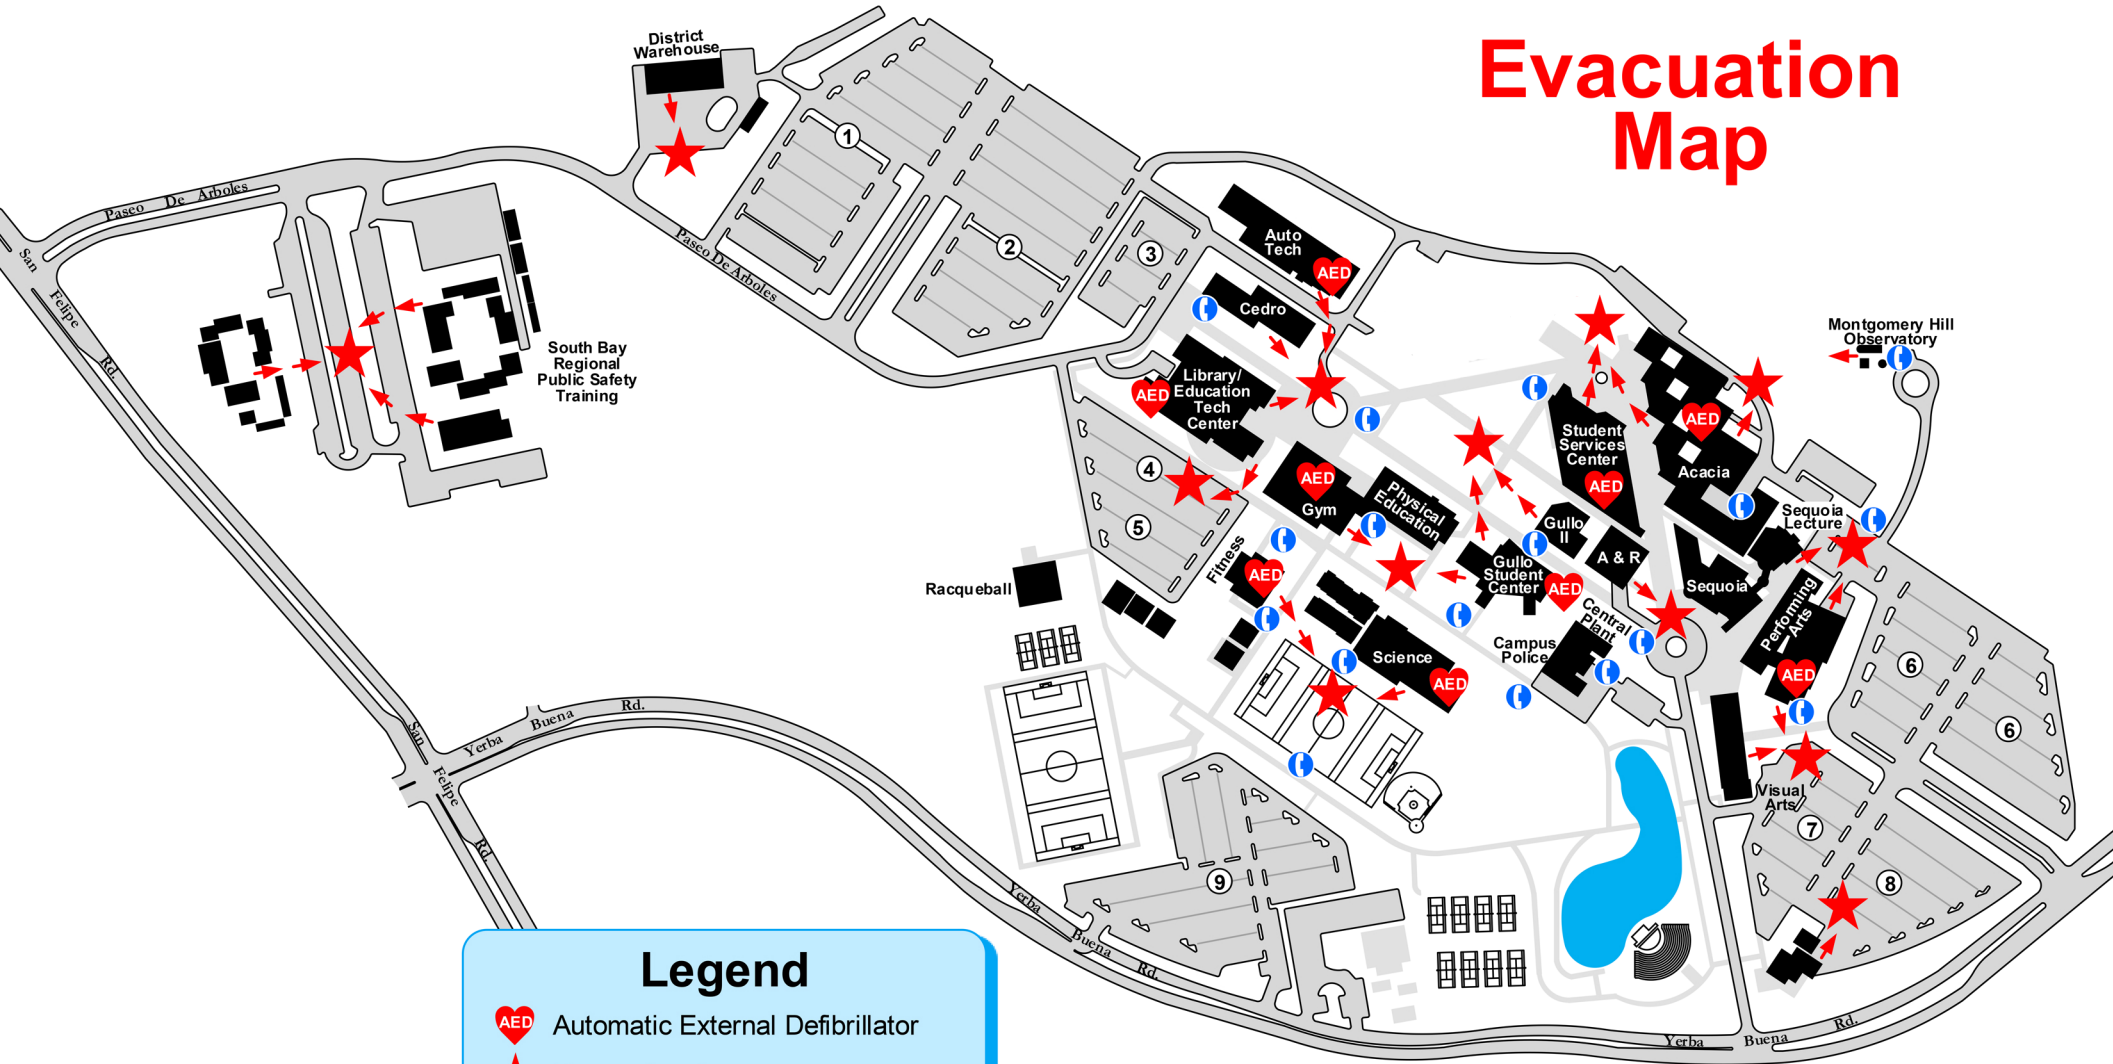 Evacuation
Map
District
Warehouse
1
2
3
Paseo De Arboles
Paseo De Arboles
San
Felipe
Rd.
South Bay
Regional
Public Safety
Training
Auto
Tech
AED
Cedro
Library/
Education
Tech
Center
AED
Montgomery Hill
Observatory
Student
Services
Center
AED
AED
Acacia
4
5
AED
Gym
Physical
Education
Gullo
II
A & R
Sequoia
Lecture
Sequoia
Fitness
AED
Gullo
Student
Center
AED
Racqueball
Central
Plant
Campus
Police
Performing
Arts
AED
Science
AED
6
6
Visual
Arts
7
8
9
San
Felipe
Rd.
Yerba
Buena
Rd.
Yerba
Buena
Rd.
Yerba
Buena
Rd.
Legend
AED Automatic External Defibrillator